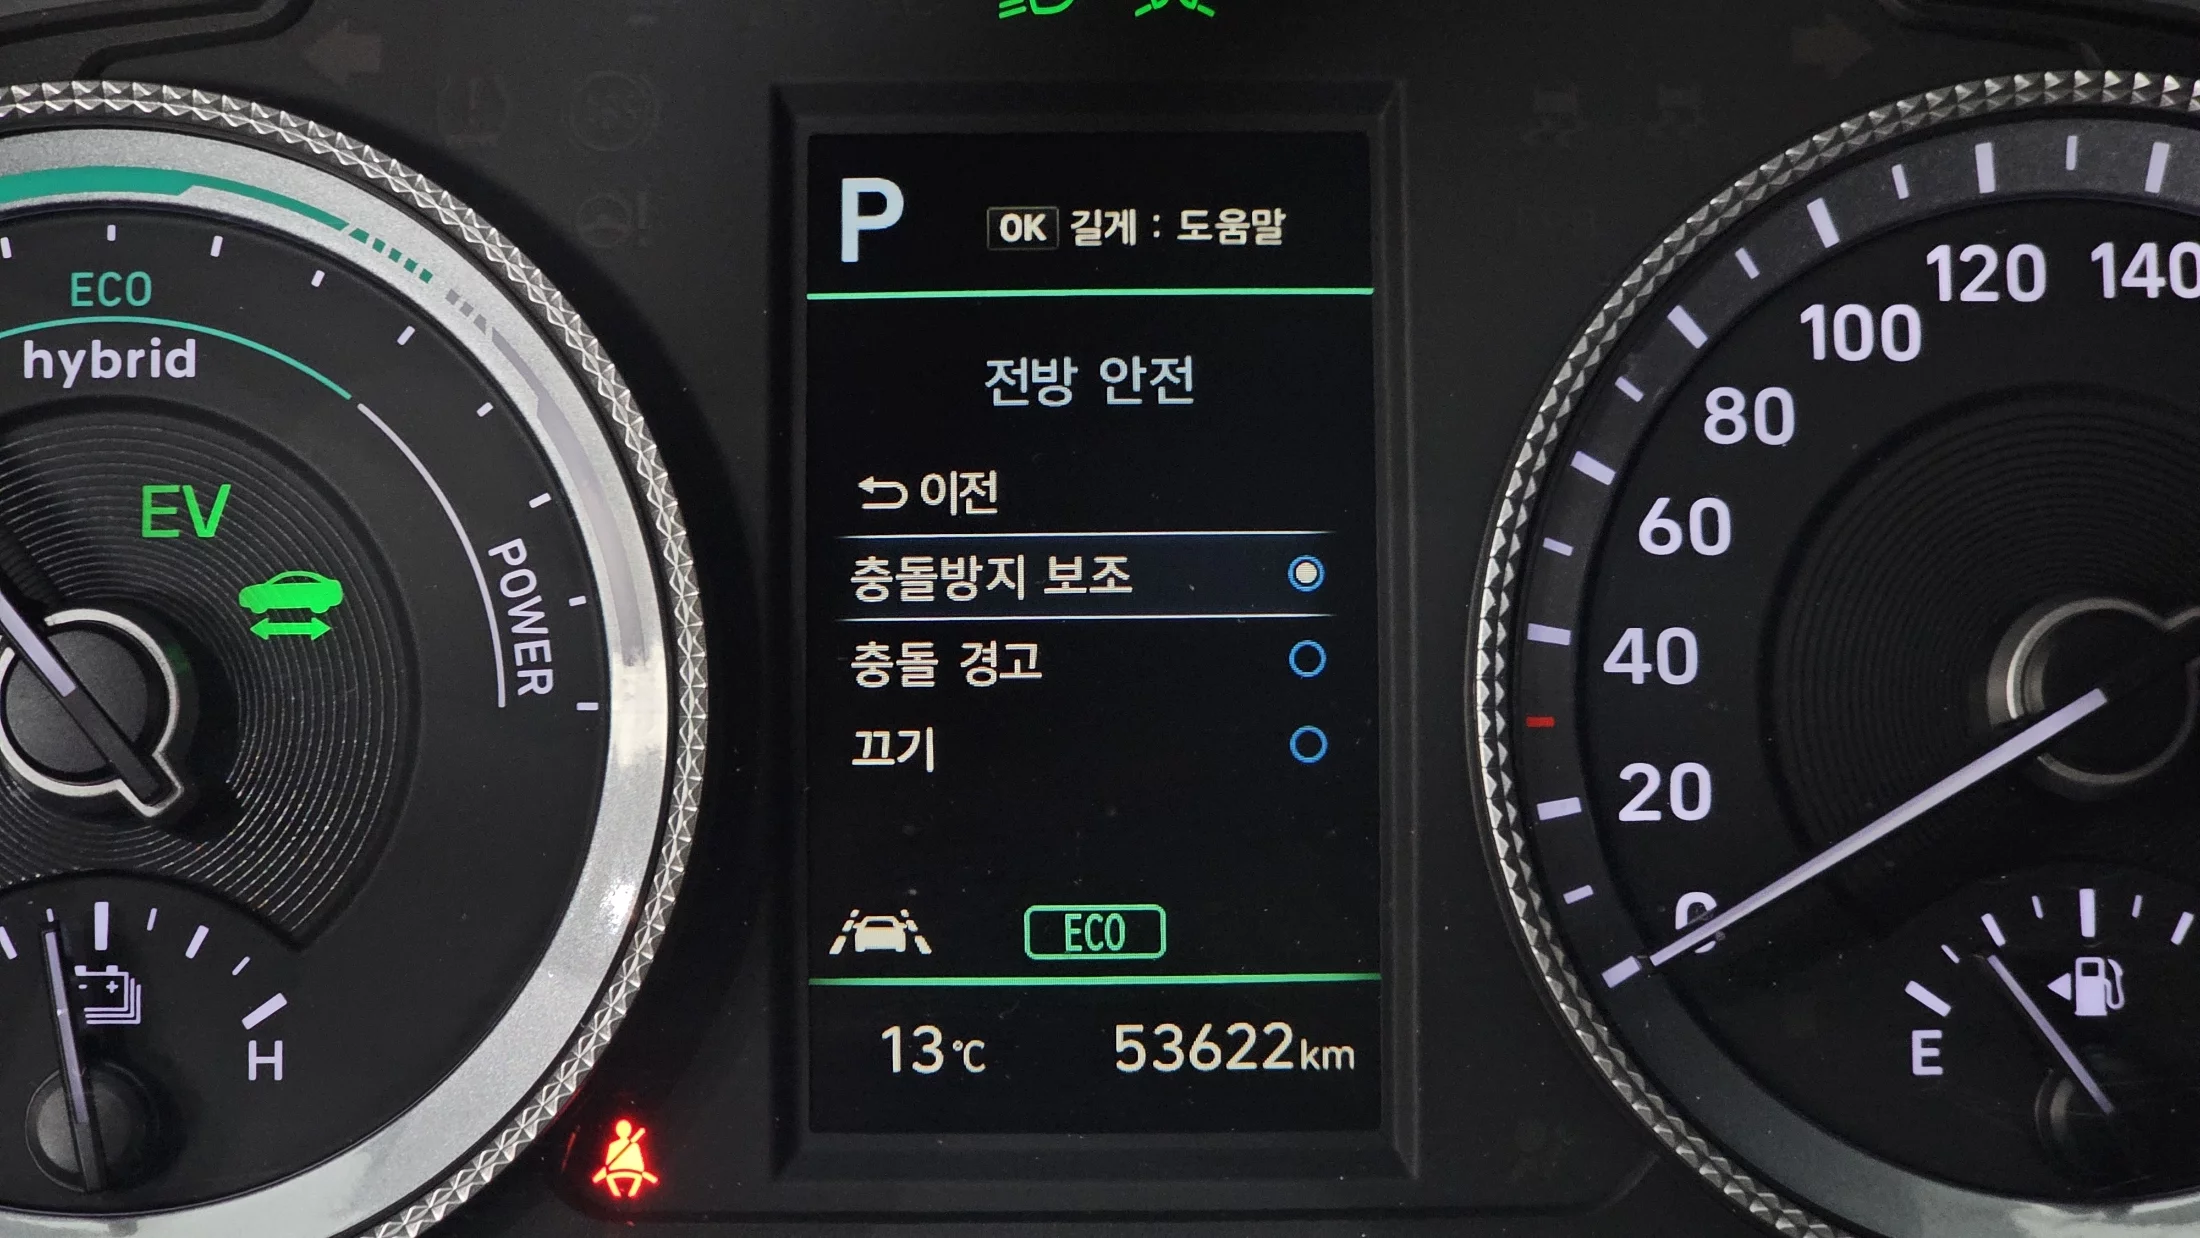 P
OK 길게 : 도움말
전방 안전
이전
충돌방지 보조
충돌 경고
끄기
ECO
13℃ 53622km
ECO
hybrid
EV
POWER
H
140
120
100
80
60
40
20
0
E